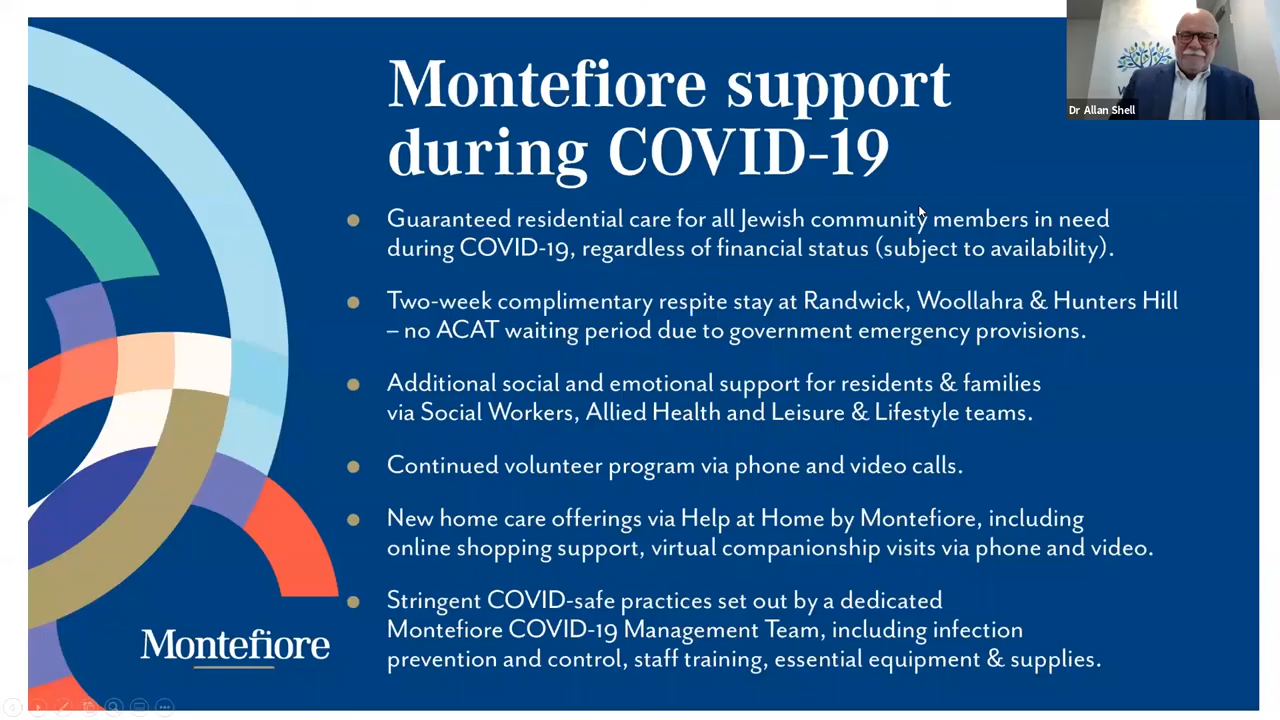 Montefiore support
during COVID-19
Dr Allan Shell
Guaranteed residential care for all Jewish community members in need
during COVID-19, regardless of financial status (subject to availability).
Two-week complimentary respite stay at Randwick, Woollahra & Hunters Hill
– no ACAT waiting period due to government emergency provisions.
Additional social and emotional support for residents & families
via Social Workers, Allied Health and Leisure & Lifestyle teams.
Continued volunteer program via phone and video calls.
New home care offerings via Help at Home by Montefiore, including
online shopping support, virtual companionship visits via phone and video.
Stringent COVID-safe practices set out by a dedicated
Montefiore COVID-19 Management Team, including infection
prevention and control, staff training, essential equipment & supplies.
Montefiore